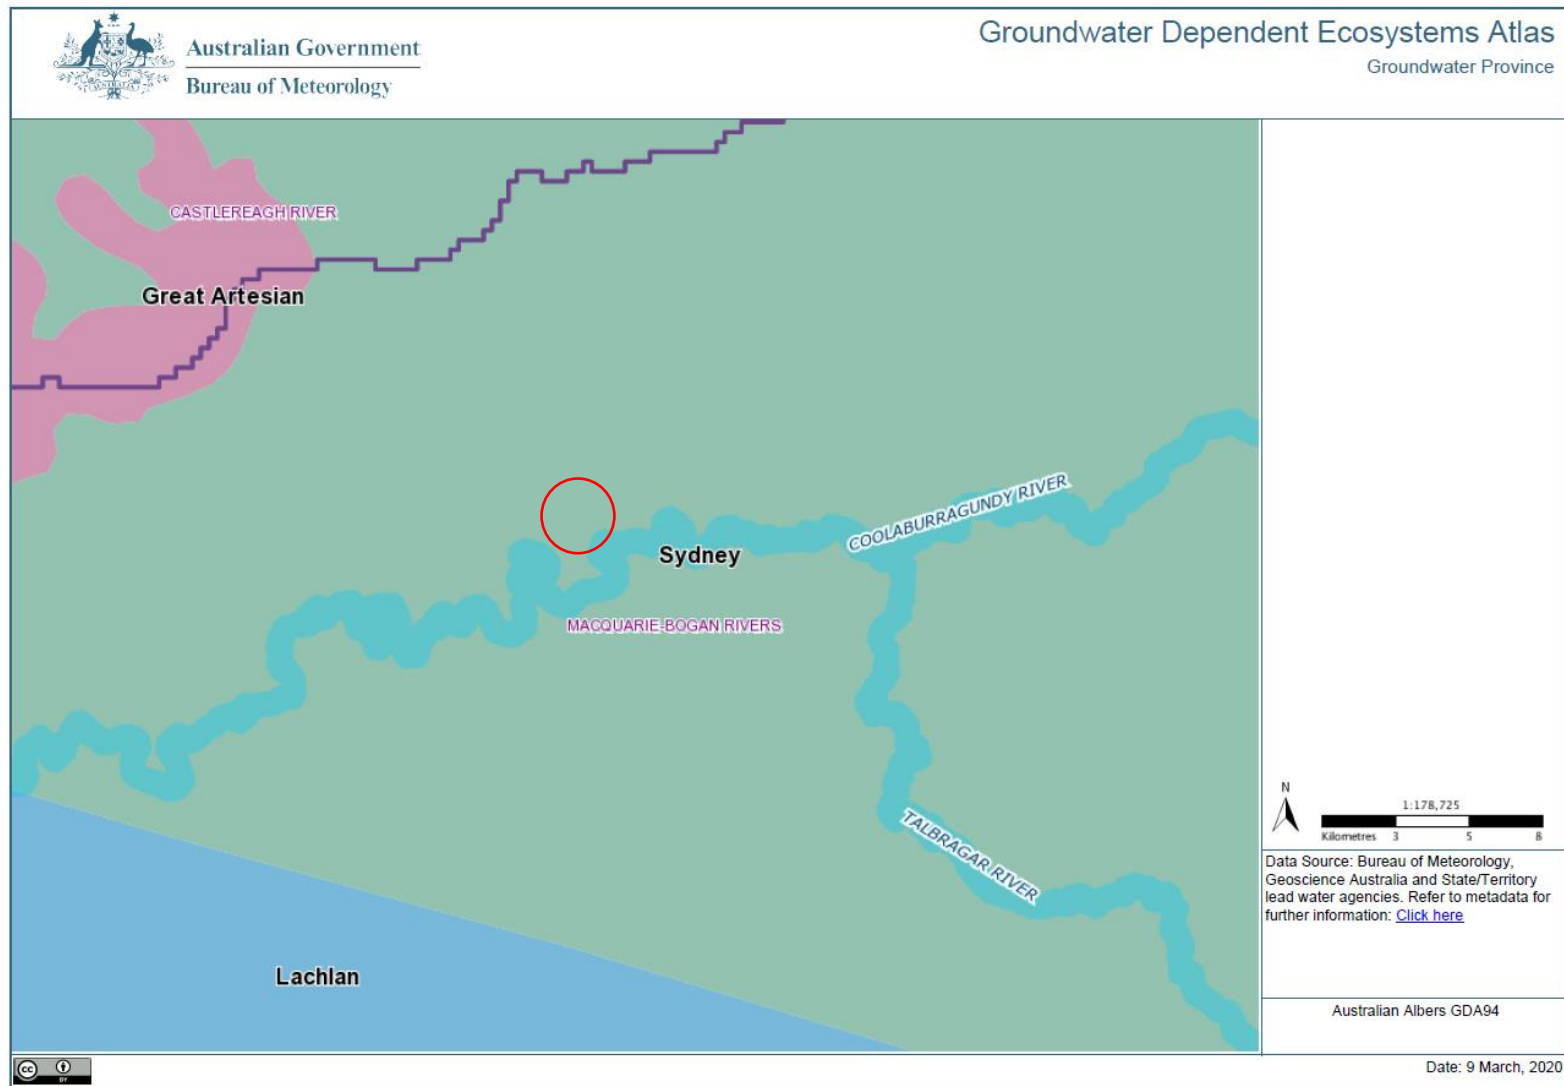 Australian Government
Bureau of Meteorology
Groundwater Dependent Ecosystems Atlas
Groundwater Province
CASTLEREAGH RIVER
Great Artesian
COOLABURRAGUNDY RIVER
Sydney
MACQUARIE-BOGAN RIVERS
TALBRAGAR RIVER
Lachlan
N
1:178,725
Kilometres 3 5 8
Data Source: Bureau of Meteorology,
Geoscience Australia and State/Territory
lead water agencies. Refer to metadata for
further information: Click here
Australian Albers GDA94
cc BY
Date: 9 March, 2020